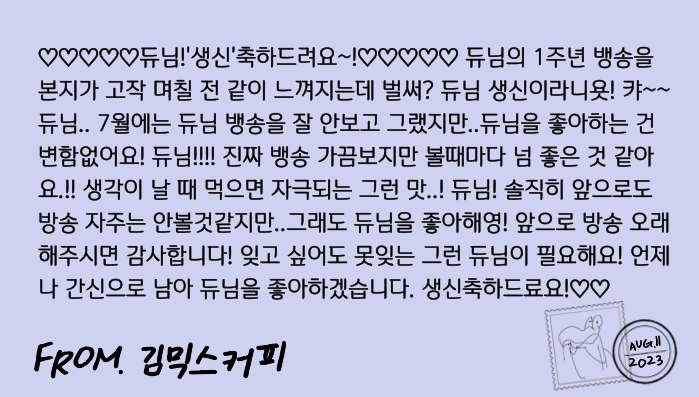 ♡♡♡♡♡듀님!'생신'축하드려요~!♡♡♡♡♡ 듀님의 1주년 뱅송을
본지가 고작 며칠 전 같이 느껴지는데 벌써? 듀님 생신이라니욧! 캬~~
듀님.. 7월에는 듀님 뱅송을 잘 안보고 그랬지만..듀님을 좋아하는 건
변함없어요! 듀님!!!! 진짜 뱅송 가끔보지만 볼때마다 넘 좋은 것 같아
요.!! 생각이 날 때 먹으면 자극되는 그런 맛..! 듀님! 솔직히 앞으로도
방송 자주는 안볼것같지만..그래도 듀님을 좋아해영! 앞으로 방송 오래
해주시면 감사합니다! 잊고 싶어도 못잊는 그런 듀님이 필요해요! 언제
나 간신으로 남아 듀님을 좋아하겠습니다. 생신축하드료요!♡♡
FROM. 김믹스커피
AUG.11
2023